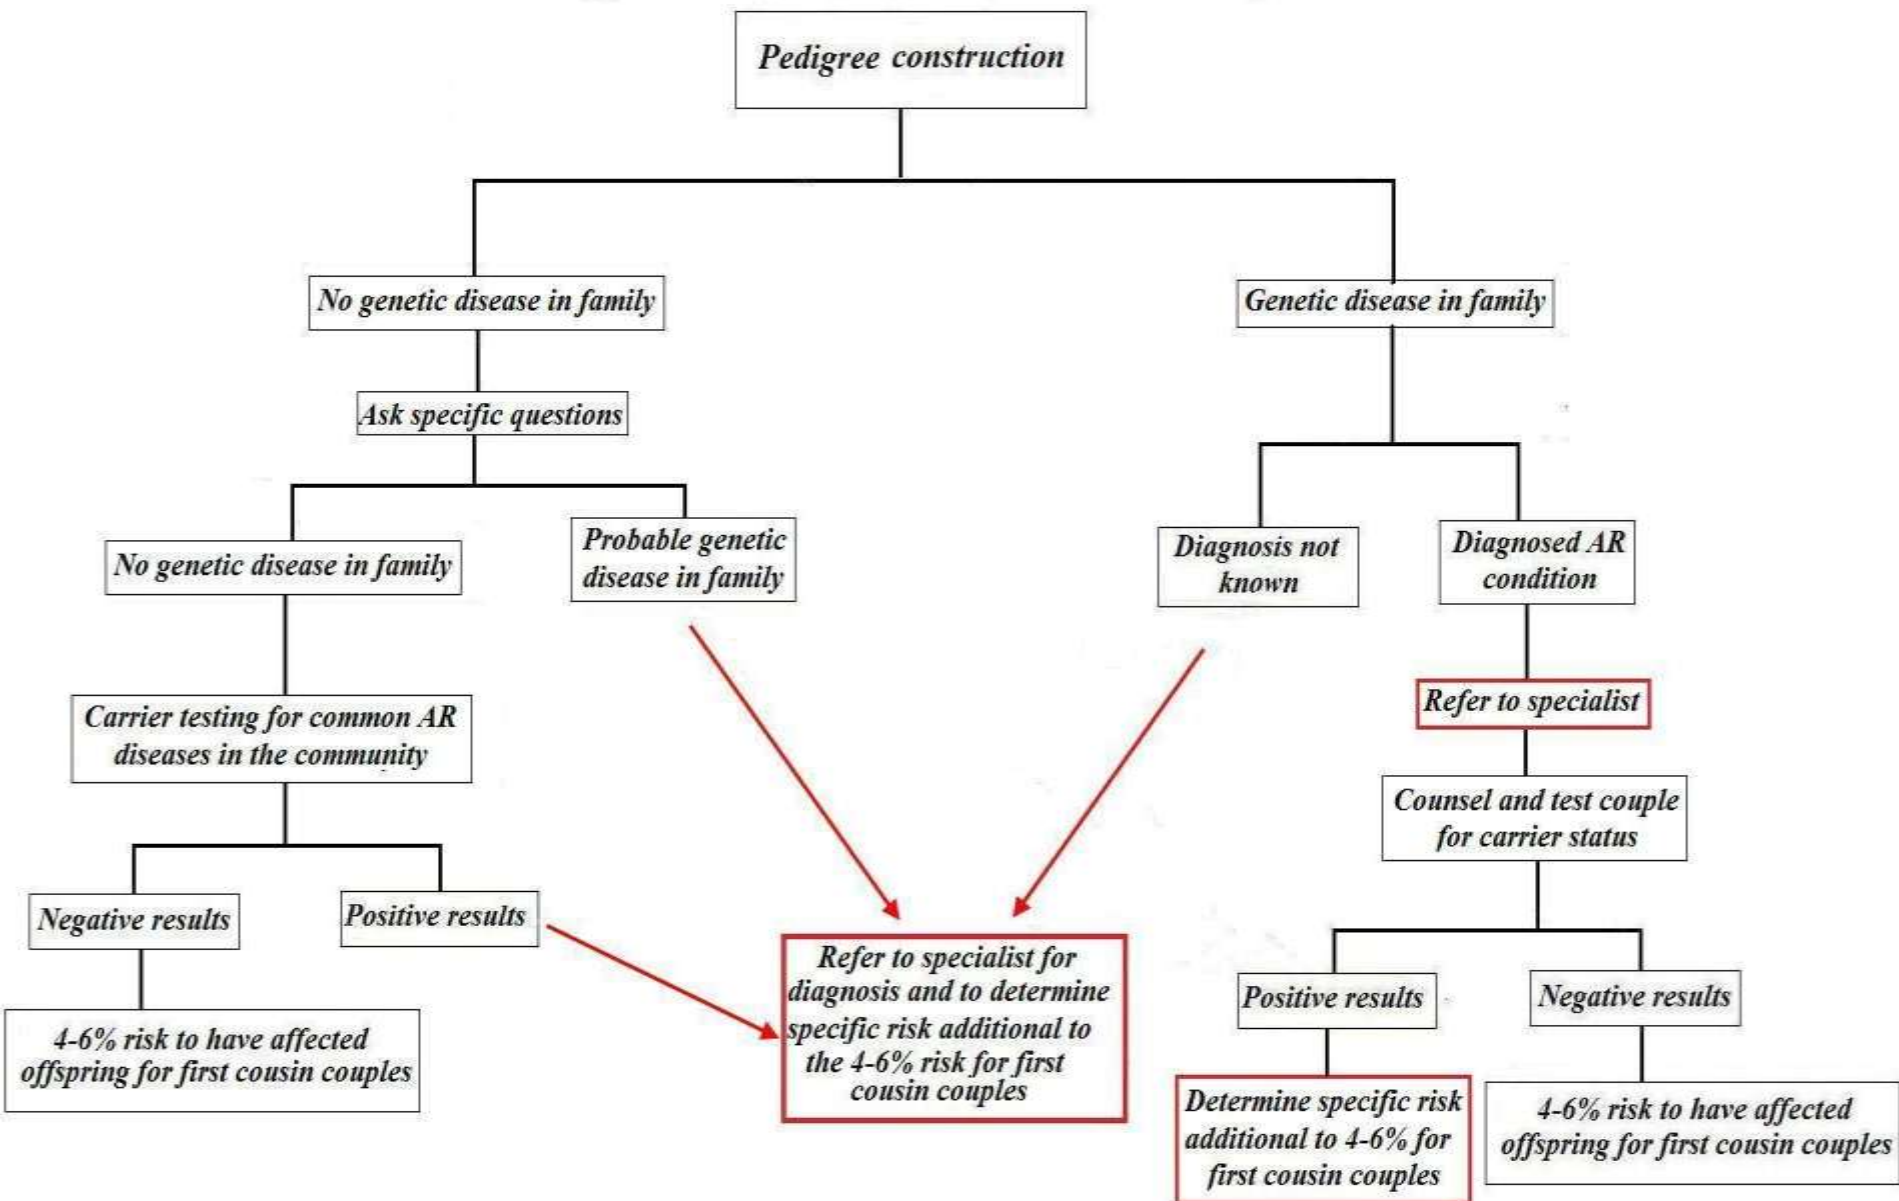 Pedigree construction
No genetic disease in family
Genetic disease in family
Ask specific questions
No genetic disease in family
Probable genetic
disease in family
Diagnosis not
known
Diagnosed AR
condition
Carrier testing for common AR
diseases in the community
Refer to specialist
Counsel and test couple
for carrier status
Negative results
Positive results
4-6% risk to have affected
offspring for first cousin couples
Refer to specialist for
diagnosis and to determine
specific risk additional to
the 4-6% risk for first
cousin couples
Positive results
Negative results
Determine specific risk
additional to 4-6% for
first cousin couples
4-6% risk to have affected
offspring for first cousin couples